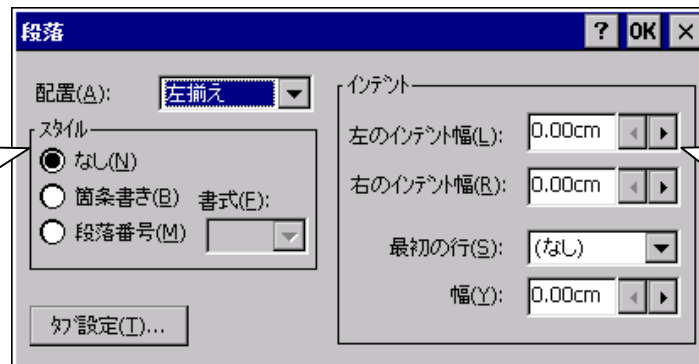 段落 ? OK ×
配置(A): 左揃え
スタイル
なし(N)
箇条書き(B) 書式(F):
段落番号(M)
タブ設定(T)...
インデント
左のインデント幅(L): 0.00cm
右のインデント幅(R): 0.00cm
最初の行(S): (なし)
幅(Y): 0.00cm